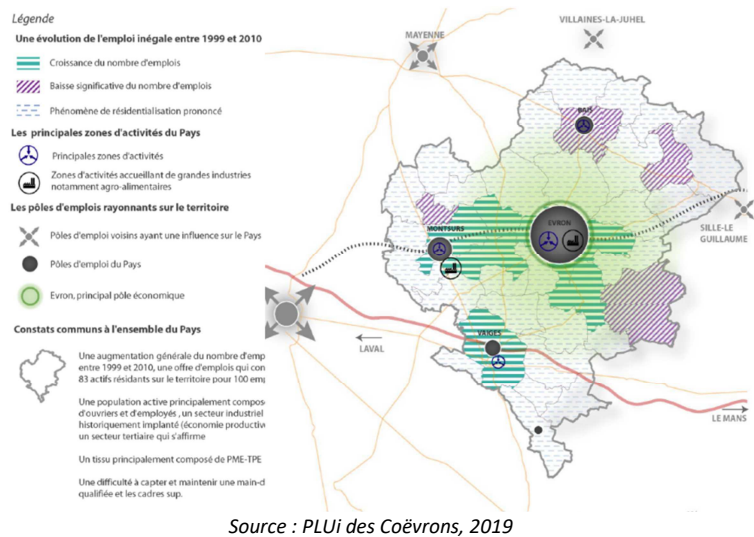 Légende
Une évolution de l'emploi inégale entre 1999 et 2010
Croissance du nombre d'emplois
Baisse significative du nombre d'emplois
Phénomène de résidentialisation prononcé
Les principales zones d'activités du Pays
Principales zones d'activités
Zones d'activités accueillant de grandes industries
notamment agro-alimentaires
Les pôles d'emplois rayonnants sur le territoire
Pôles d'emploi voisins ayant une influence sur le Pays
Pôles d'emploi du Pays
Evron, principal pôle économique
Constats communs à l'ensemble du Pays
Une augmentation générale du nombre d'emp
entre 1999 et 2010, une offre d'emplois qui con
83 actifs résidants sur le territoire pour 100 emp
Une population active principalement compos
d'ouvriers et d'employés , un secteur industriel
historiquement implanté (économie productiv
un secteur tertiaire qui s'affirme
Un tissu principalement composé de PME-TPE
Une difficulté à capter et maintenir une main-d
qualifiée et les cadres sup.
MAYENNE
VILLAINES-LA-JUHEL
BAIS
EVRON
MONTSURS
SILLE-LE
GUILLAUME
VAIGES
LAVAL
LE MANS
Source : PLUi des Coëvrons, 2019